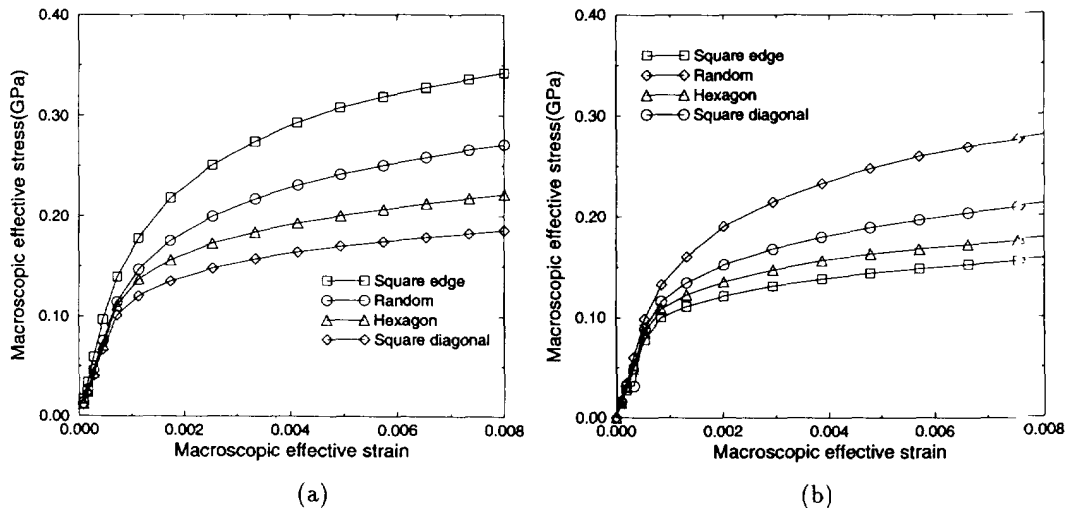 0.40
0.30
0.20
0.10
0.00
Macroscopic effective stress(GPa)
Square edge
Random
Hexagon
Square diagonal
0.000
0.002
0.004
0.006
0.008
Macroscopic effective strain
(a)
0.40
0.30
0.20
0.10
0.00
Macroscopic effective stress(GPa)
Square edge
Random
Hexagon
Square diagonal
0.000
0.002
0.004
0.006
0.008
Macroscopic effective strain
(b)